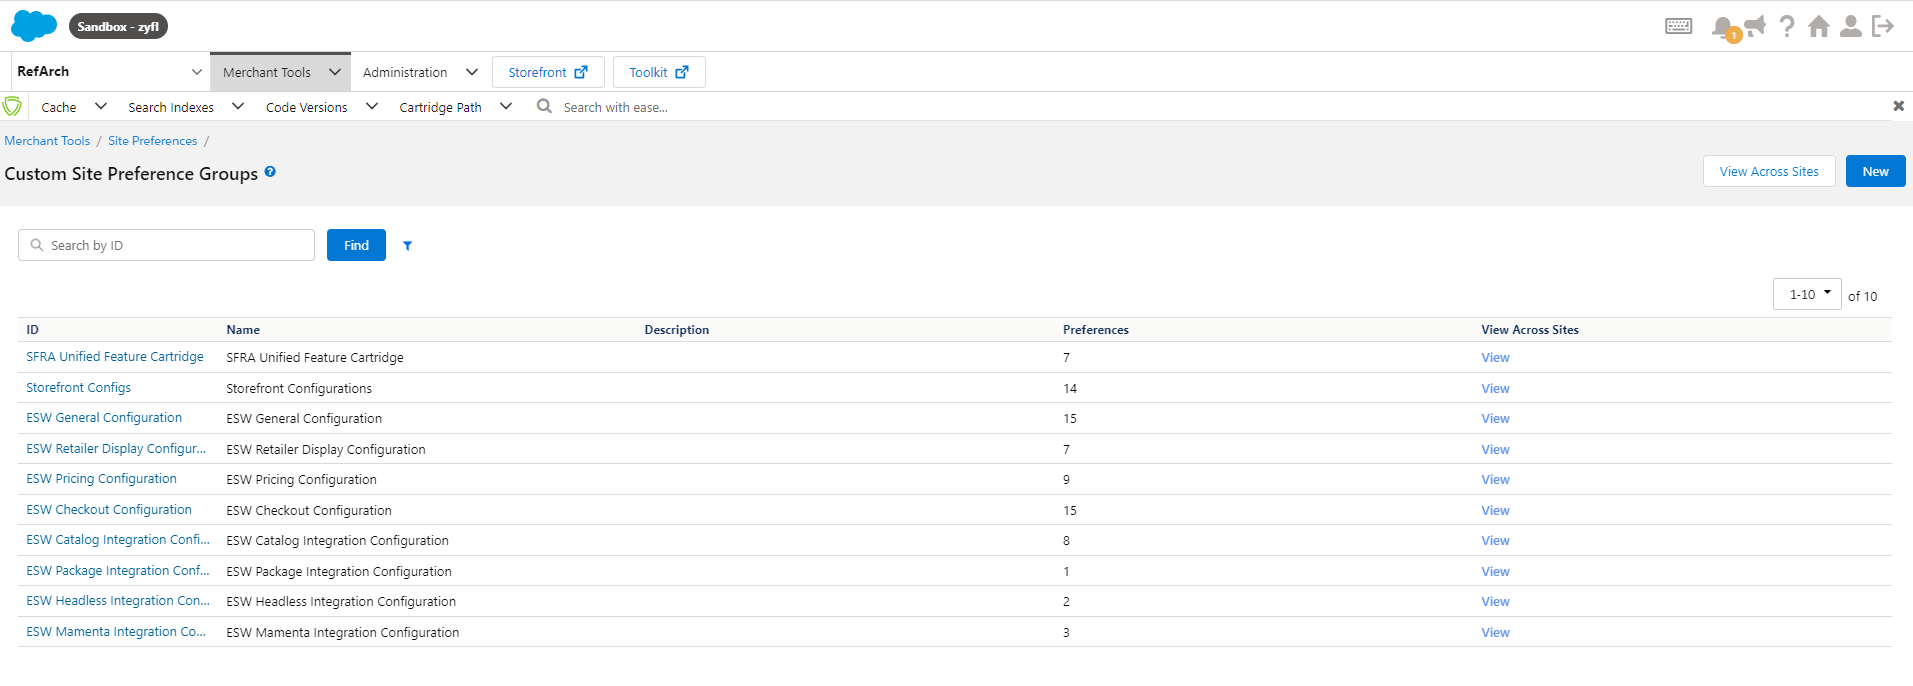 Sandbox - zyfl
1
RefArch
Merchant Tools
Administration
Storefront
Toolkit
Cache
Search Indexes
Code Versions
Cartridge Path
Search with ease...
Merchant Tools / Site Preferences /
Custom Site Preference Groups
View Across Sites
New
Search by ID
Find
1-10 of 10
ID Name Description Preferences View Across Sites
SFRA Unified Feature Cartridge SFRA Unified Feature Cartridge 7 View
Storefront Configs Storefront Configurations 14 View
ESW General Configuration ESW General Configuration 15 View
ESW Retailer Display Configur... ESW Retailer Display Configuration 7 View
ESW Pricing Configuration ESW Pricing Configuration 9 View
ESW Checkout Configuration ESW Checkout Configuration 15 View
ESW Catalog Integration Confi... ESW Catalog Integration Configuration 8 View
ESW Package Integration Conf... ESW Package Integration Configuration 1 View
ESW Headless Integration Con... ESW Headless Integration Configuration 2 View
ESW Mamenta Integration Co... ESW Mamenta Integration Configuration 3 View